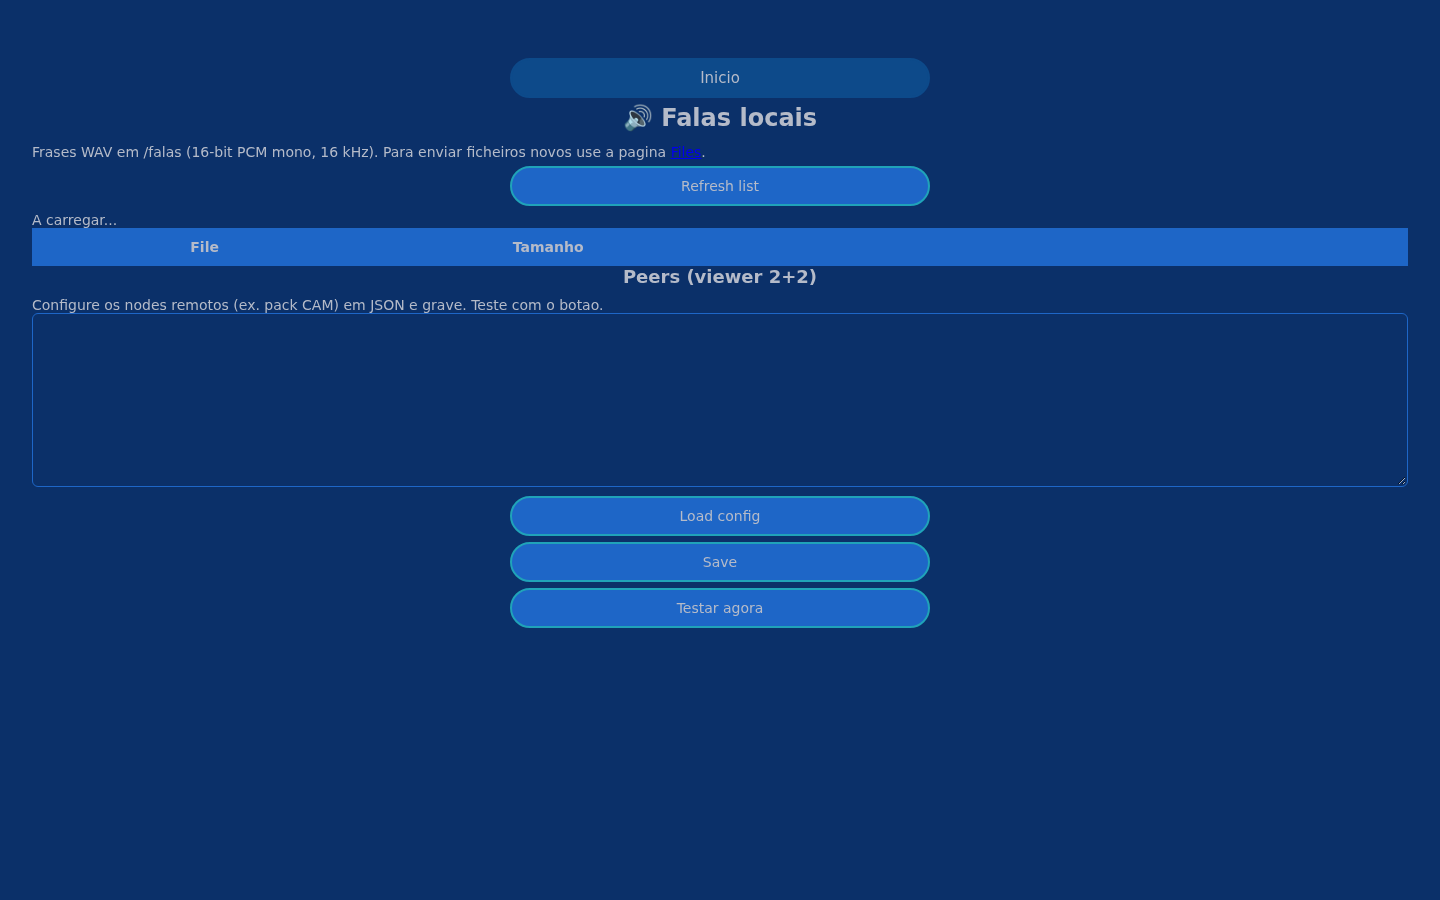 Inicio
🔊 Falas locais
Frases WAV em /falas (16-bit PCM mono, 16 kHz). Para enviar ficheiros novos use a pagina Files.
Refresh list
A carregar...
File Tamanho
Peers (viewer 2+2)
Configure os nodes remotos (ex. pack CAM) em JSON e grave. Teste com o botao.
Load config
Save
Testar agora